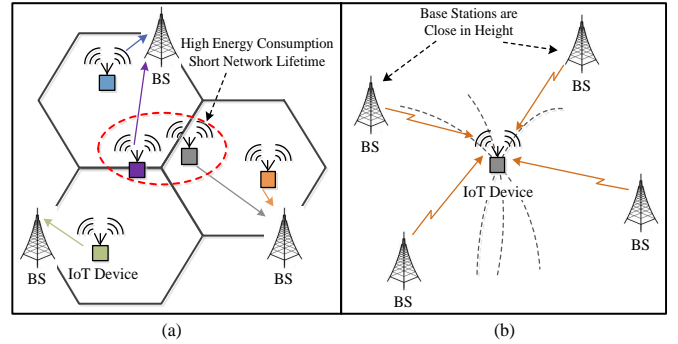 BS
High Energy Consumption
Short Network Lifetime
BS
IoT Device
BS
(a)
Base Stations are
Close in Height
BS
BS
IoT Device
BS
BS
(b)